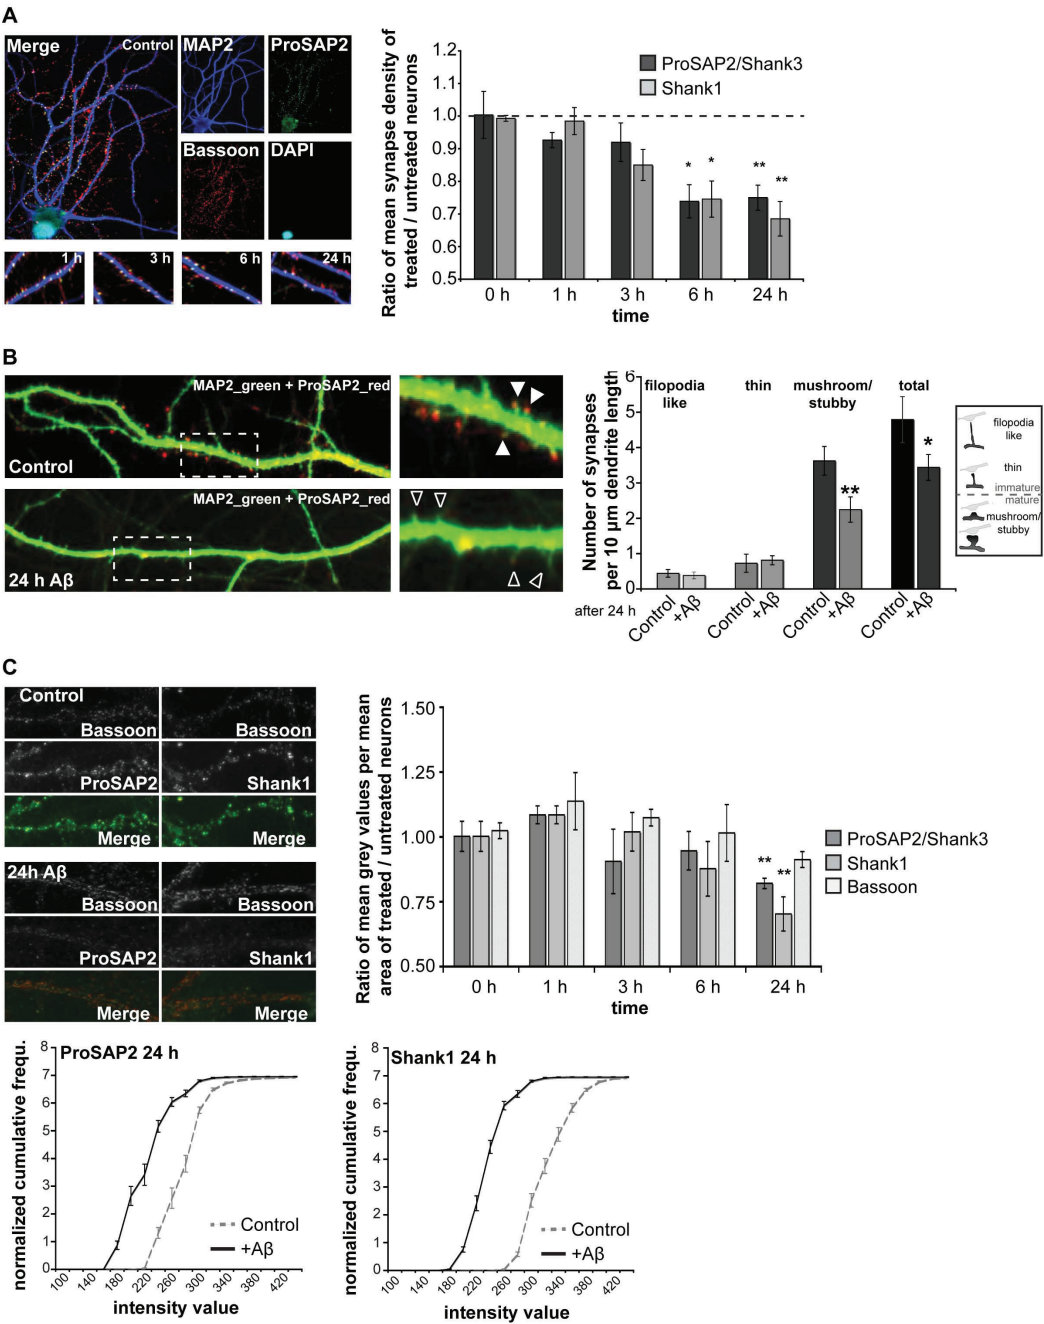 A
Merge
Control
MAP2
ProSAP2
Bassoon
DAPI
1 h
3 h
6 h
24 h
Ratio of mean synapse density of
treated / untreated neurons
1.2
1.1
1.0
0.9
0.8
0.7
0.6
0.5
ProSAP2/Shank3
Shank1
*
*
**
**
0 h
1 h
3 h
6 h
24 h
time
B
MAP2_green + ProSAP2_red
Control
MAP2_green + ProSAP2_red
24 h Aβ
Number of synapses
per 10 µm dendrite length
6
5
4
3
2
1
0
filopodia
like
thin
mushroom/
stubby
total
**
*
after 24 h
Control
+Aβ
Control
+Aβ
Control
+Aβ
Control
+Aβ
filopodia
like
thin
immature
mature
mushroom/
stubby
C
Control
Bassoon
Bassoon
ProSAP2
Shank1
Merge
Merge
24h Aβ
Bassoon
Bassoon
ProSAP2
Shank1
Merge
Merge
Ratio of mean grey values per mean
area of treated / untreated neurons
1.50
1.25
1.00
0.75
0.50
**
**
0 h
1 h
3 h
6 h
24 h
time
ProSAP2/Shank3
Shank1
Bassoon
ProSAP2 24 h
normalized cumulative frequ.
8
7
6
5
4
3
2
1
0
Control
+Aβ
100
140
180
220
260
300
340
380
420
intensity value
Shank1 24 h
normalized cumulative frequ.
8
7
6
5
4
3
2
1
0
Control
+Aβ
100
140
180
220
260
300
340
380
420
intensity value